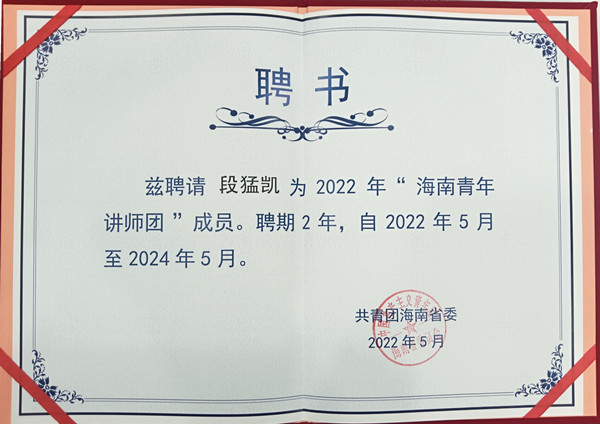 聘书
兹聘请 段猛凯 为 2022 年“ 海南青年
讲师团 ”成员。聘期 2 年，自 2022 年 5 月
至 2024 年 5 月。
共青团海南省委
2022 年 5 月